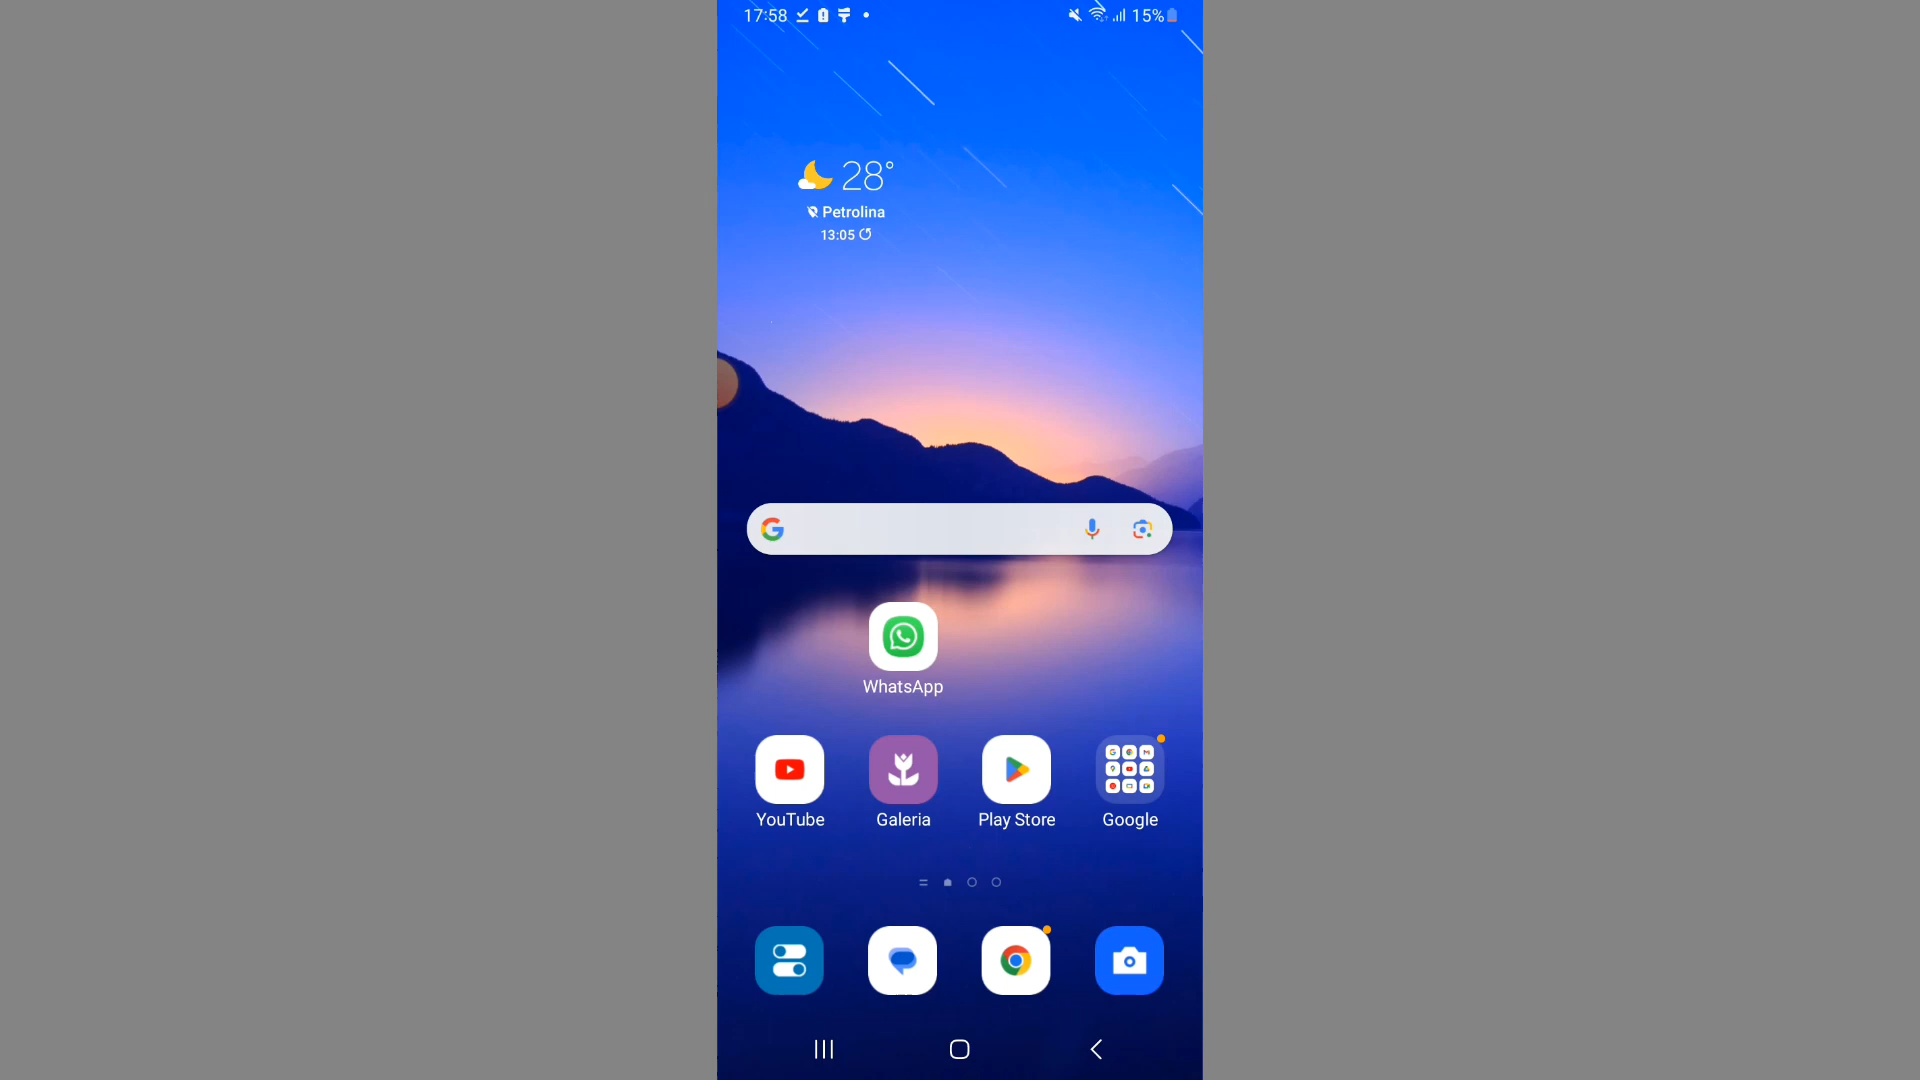 17:58
15%
28°
Petrolina
13:05
WhatsApp
YouTube
Galeria
Play Store
Google